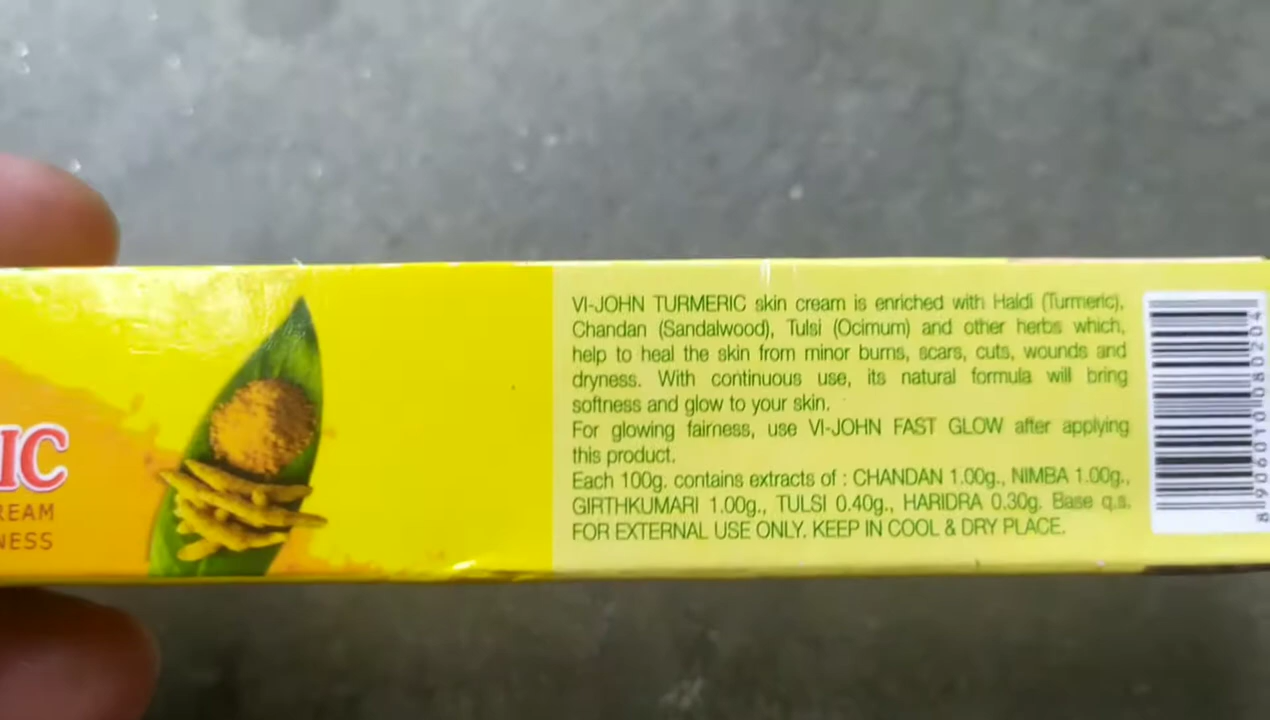 IC
REAM
NESS
VI-JOHN TURMERIC skin cream is enriched with Haldi (Turmeric),
Chandan (Sandalwood), Tulsi (Ocimum) and other herbs which,
help to heal the skin from minor burns, scars, cuts, wounds and
dryness. With continuous use, its natural formula will bring
softness and glow to your skin.
For glowing fairness, use VI-JOHN FAST GLOW after applying
this product.
Each 100g. contains extracts of : CHANDAN 1.00g., NIMBA 1.00g.,
GIRTHKUMARI 1.00g., TULSI 0.40g., HARIDRA 0.30g. Base q.s.
FOR EXTERNAL USE ONLY. KEEP IN COOL & DRY PLACE.
8906010080204